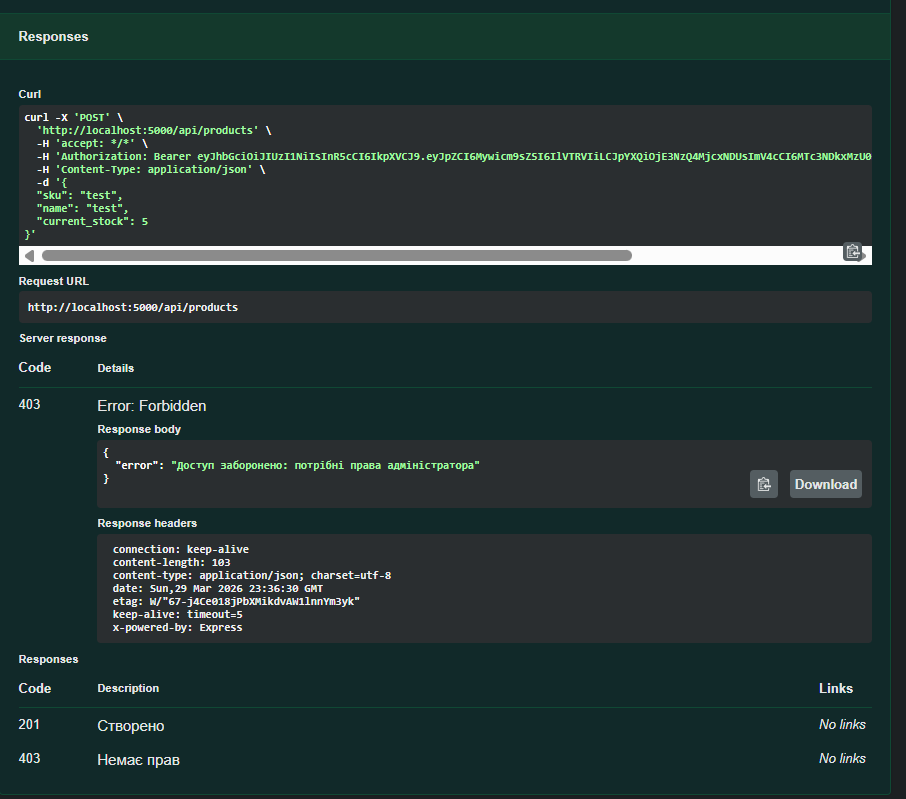 Responses
Curl
curl -X 'POST' \
'http://localhost:5000/api/products' \
-H 'accept: */*' \
-H 'Authorization: Bearer eyJhbGciOiJIUzI1NiIsInR5cCI6IkpXVCJ9.eyJpZCI6Mywicm9sZSI6IlVTRVIiLCJpYXQiOjE3NzQ4MjcxNDUsImV4cCI6MTc3NDkxMzU0
-H 'Content-Type: application/json' \
-d '{
"sku": "test",
"name": "test",
"current_stock": 5
}'
Request URL
http://localhost:5000/api/products
Server response
Code Details
403 Error: Forbidden
Response body
{
"error": "Доступ заборонено: потрібні права адміністратора"
}
Download
Response headers
connection: keep-alive
content-length: 103
content-type: application/json; charset=utf-8
date: Sun,29 Mar 2026 23:36:30 GMT
etag: W/"67-j4Ce018jPbXMikdvAW1lnnYm3yk"
keep-alive: timeout=5
x-powered-by: Express
Responses
Code Description Links
201 Створено No links
403 Немає прав No links